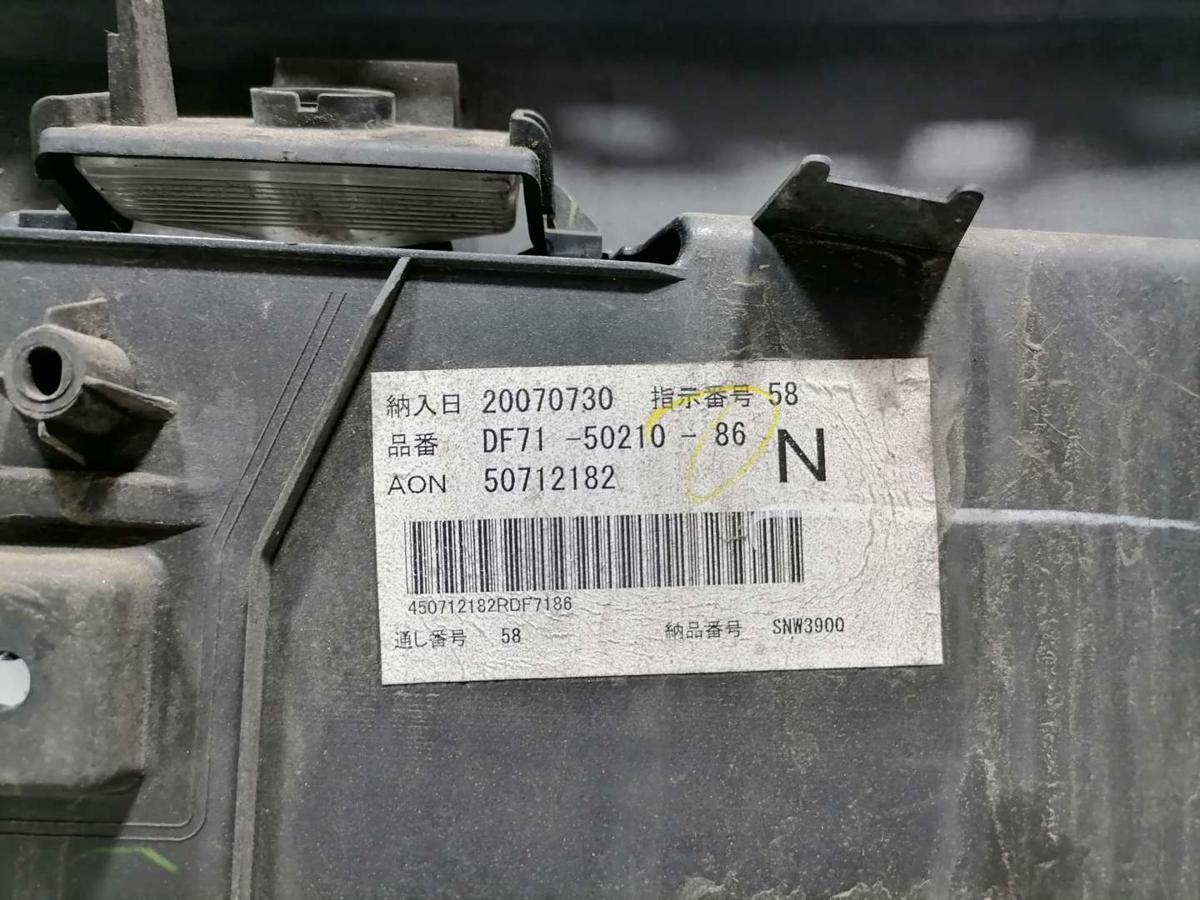 納入日 20070730 指示番号 58
品番 DF71 -50210 - 86 N
AON 50712182
450712182RDF7186
通し番号 58 納品番号 SNW3900